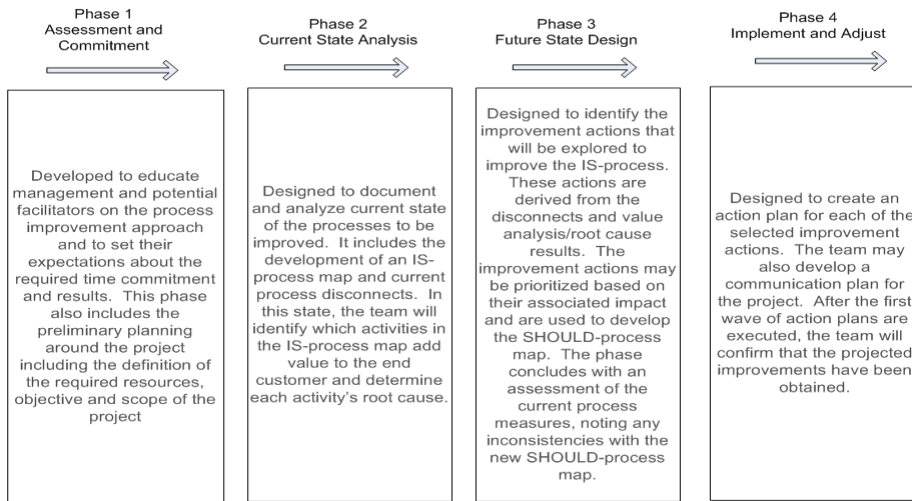 Phase 1
Assessment and
Commitment
Developed to educate
management and potential
facilitators on the process
improvement approach
and to set their
expectations about the
required time commitment
and results.  This phase
also includes the
preliminary planning
around the project
including the definition of
the required resources,
objective and scope of the
project
Phase 2
Current State Analysis
Designed to document
and analyze current state
of the processes to be
improved.  It includes the
development of an IS-
process map and current
process disconnects.  In
this state, the team will
identify which activities in
the IS-process map add
value to the end
customer and determine
each activity's root cause.
Phase 3
Future State Design
Designed to identify the
improvement actions that
will be explored to
improve the IS-process.
These actions are
derived from the
disconnects and value
analysis/root cause
results.  The
improvement actions may
be prioritized based on
their associated impact
and are used to develop
the SHOULD-process
map.  The phase
concludes with an
assessment of the
current process
measures, noting any
inconsistencies with the
new SHOULD-process
map.
Phase 4
Implement and Adjust
Designed to create an
action plan for each of the
selected improvement
actions.  The team may
also develop a
communication plan for
the project.  After the first
wave of action plans are
executed, the team will
confirm that the projected
improvements have been
obtained.